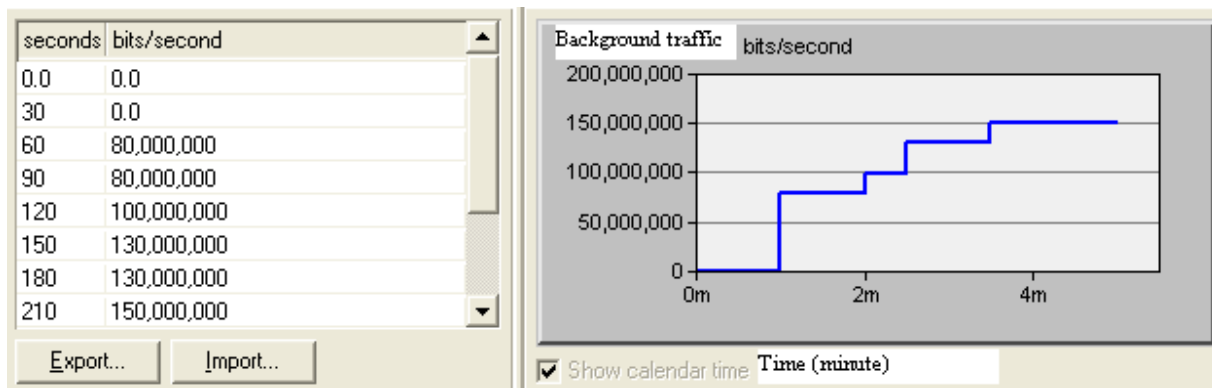 seconds bits/second
0.0 0.0
30 0.0
60 80,000,000
90 80,000,000
120 100,000,000
150 130,000,000
180 130,000,000
210 150,000,000
Export... Import...
Background traffic bits/second
200,000,000
150,000,000
100,000,000
50,000,000
0
0m 2m 4m
Show calendar time Time (minute)